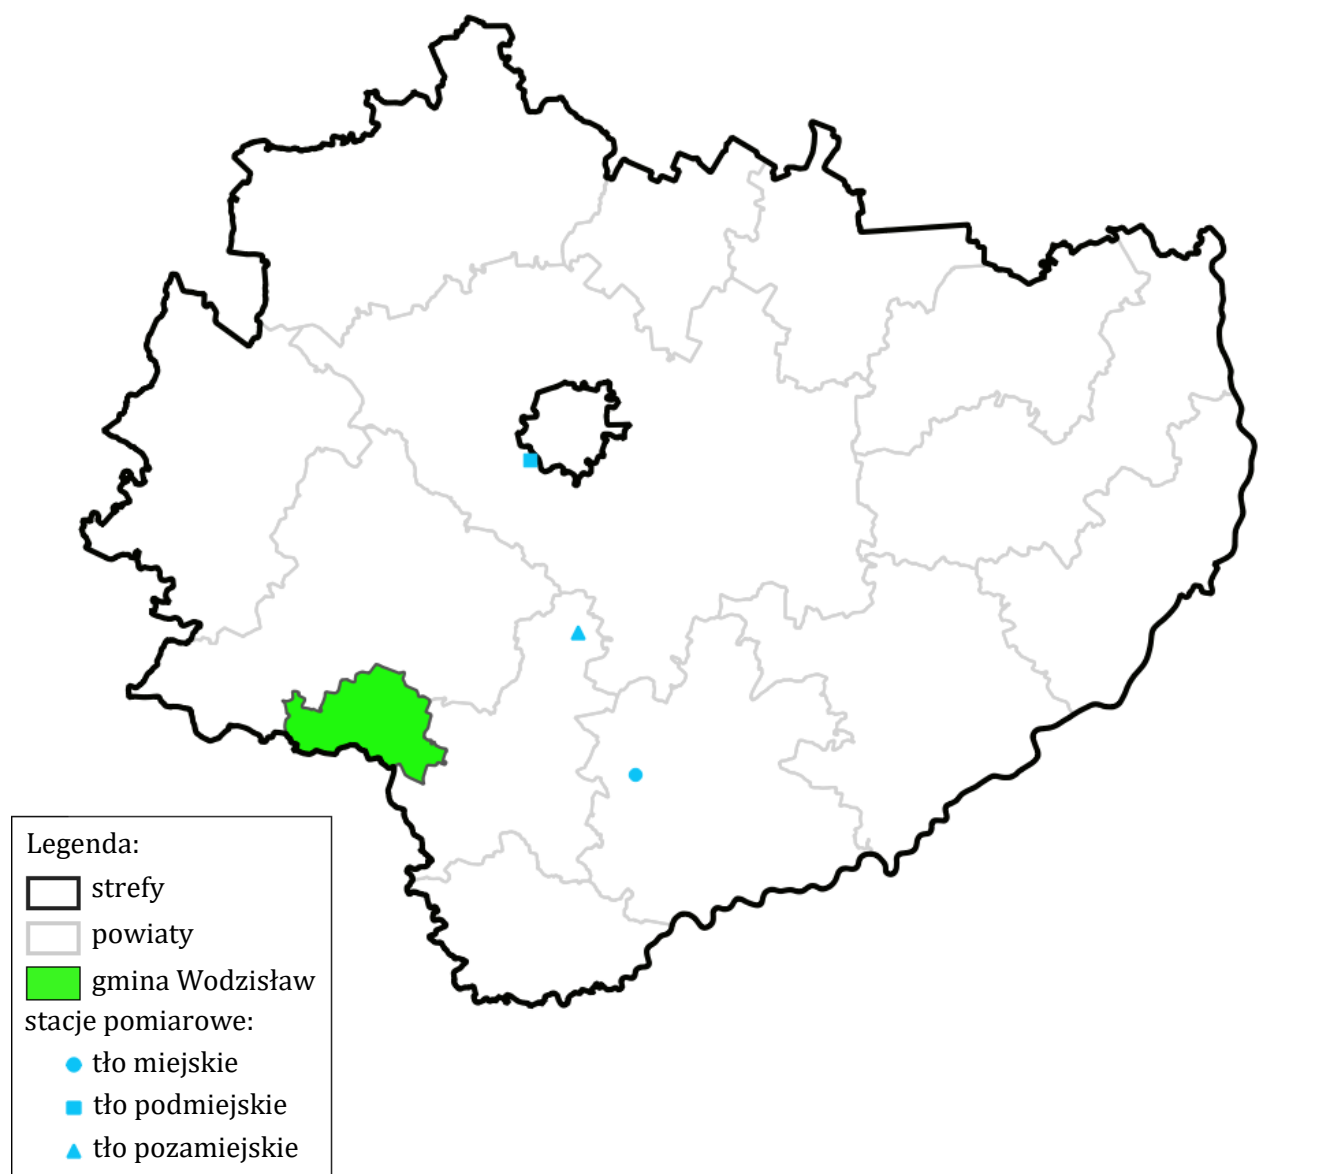 Legenda:
strefy
powiaty
gmina Wodzisław
stacje pomiarowe:
tło miejskie
tło podmiejskie
tło pozamiejskie